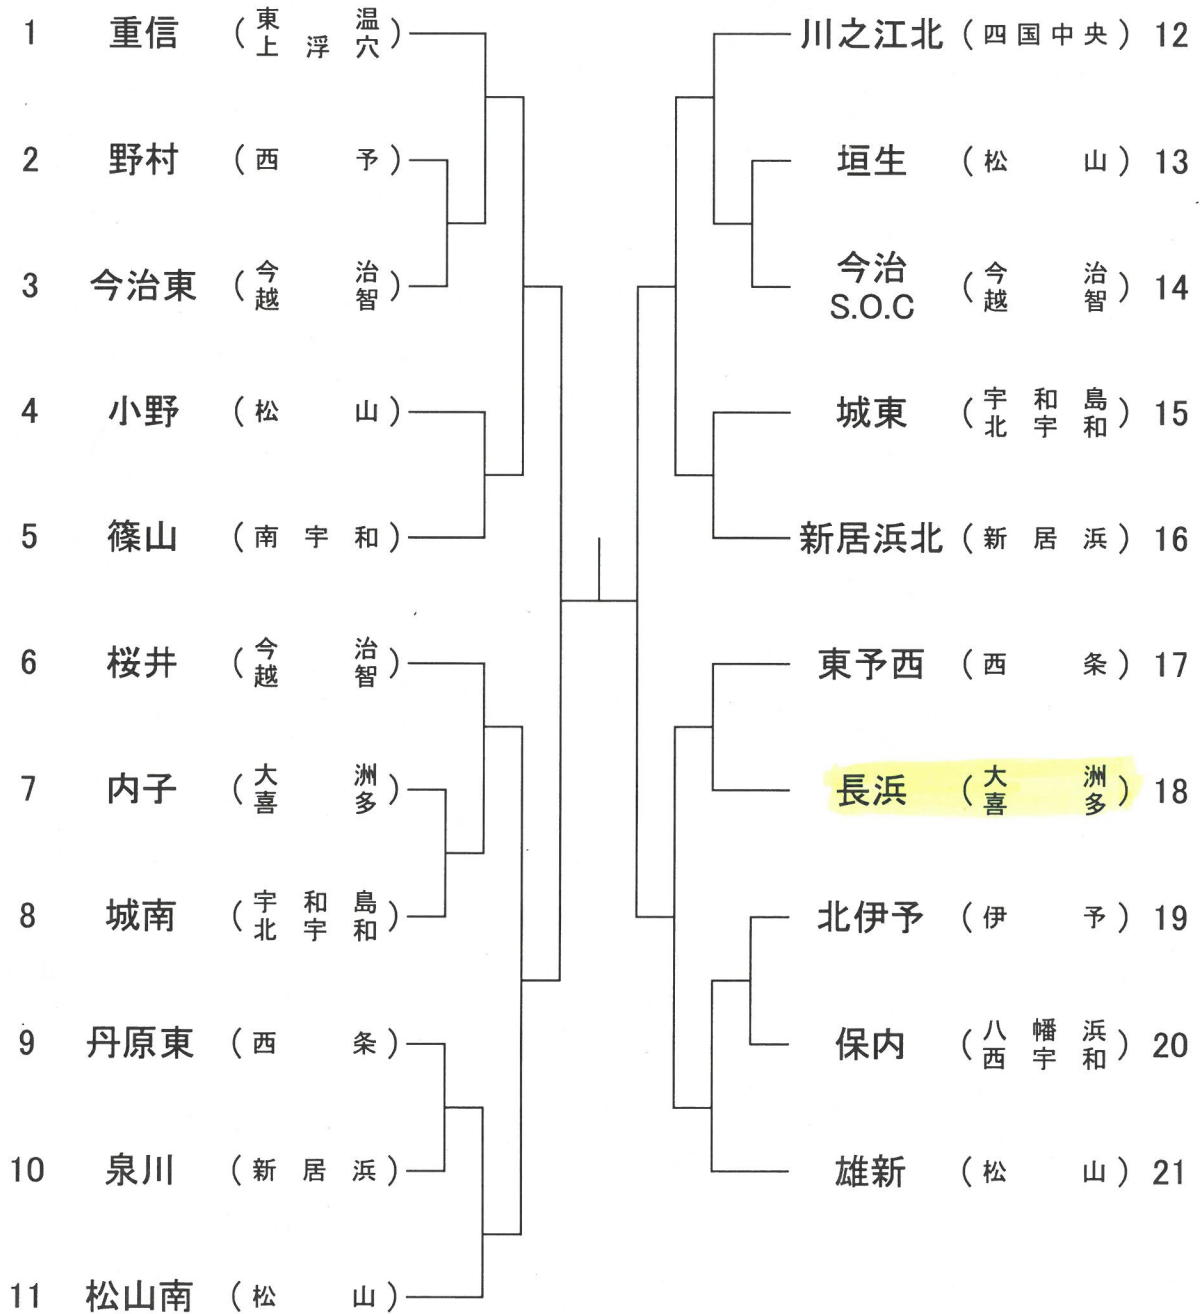 1 重信 (東温 上浮穴)
2 野村 (西予)
3 今治東 (今治 越智)
4 小野 (松山)
5 篠山 (南宇和)
6 桜井 (今治 越智)
7 内子 (大洲 喜多)
8 城南 (宇和島 北宇和)
9 丹原東 (西条)
10 泉川 (新居浜)
11 松山南 (松山)
川之江北 (四国中央) 12
垣生 (松山) 13
今治
S.O.C (今治 越智) 14
城東 (宇和島 北宇和) 15
新居浜北 (新居浜) 16
東予西 (西条) 17
長浜 (大洲 喜多) 18
北伊予 (伊予) 19
保内 (八幡浜 西宇和) 20
雄新 (松山) 21